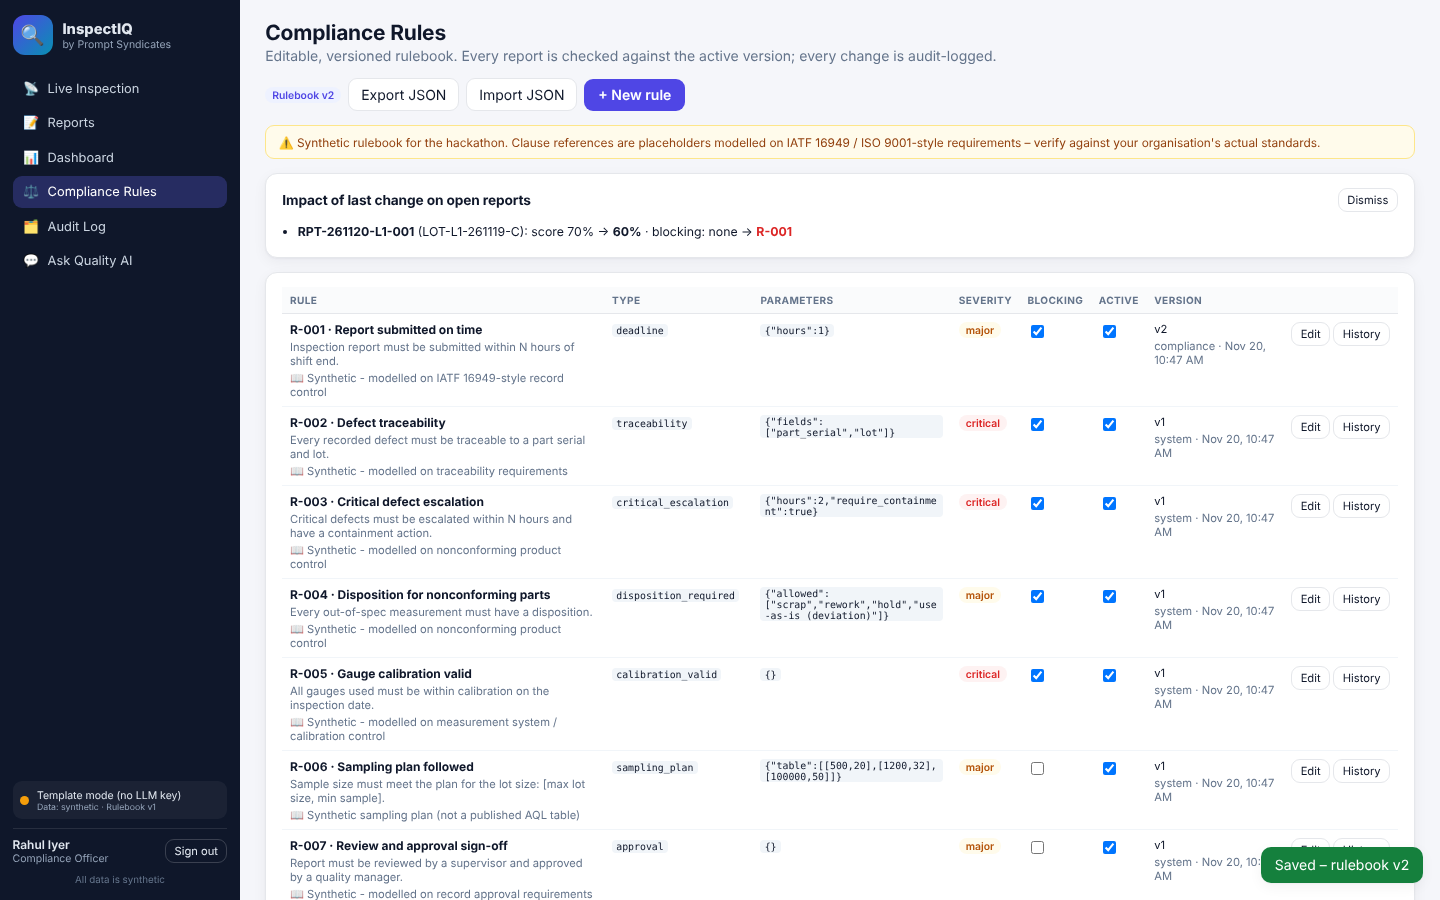 InspectIQ
by Prompt Syndicates
Live Inspection
Reports
Dashboard
Compliance Rules
Audit Log
Ask Quality AI
Template mode (no LLM key)
Data: synthetic · Rulebook v1
Rahul Iyer
Compliance Officer
Sign out
All data is synthetic
Compliance Rules
Editable, versioned rulebook. Every report is checked against the active version; every change is audit-logged.
Rulebook v2
Export JSON
Import JSON
+ New rule
⚠️ Synthetic rulebook for the hackathon. Clause references are placeholders modelled on IATF 16949 / ISO 9001-style requirements – verify against your organisation's actual standards.
Impact of last change on open reports
Dismiss
• RPT-261120-L1-001 (LOT-L1-261119-C): score 70% → 60% · blocking: none → R-001
RULE TYPE PARAMETERS SEVERITY BLOCKING ACTIVE VERSION
R-001 · Report submitted on time
Inspection report must be submitted within N hours of
shift end.
📖 Synthetic - modelled on IATF 16949-style record
control
deadline
{"hours":1}
major
v2
compliance · Nov 20,
10:47 AM
Edit
History
R-002 · Defect traceability
Every recorded defect must be traceable to a part serial
and lot.
📖 Synthetic - modelled on traceability requirements
traceability
{"fields":
["part_serial","lot"]}
critical
v1
system · Nov 20, 10:47
AM
Edit
History
R-003 · Critical defect escalation
Critical defects must be escalated within N hours and
have a containment action.
📖 Synthetic - modelled on nonconforming product
control
critical_escalation
{"hours":2,"require_containme
nt":true}
critical
v1
system · Nov 20, 10:47
AM
Edit
History
R-004 · Disposition for nonconforming parts
Every out-of-spec measurement must have a disposition.
📖 Synthetic - modelled on nonconforming product
control
disposition_required
{"allowed":
["scrap","rework","hold","use
-as-is (deviation)"]}
major
v1
system · Nov 20, 10:47
AM
Edit
History
R-005 · Gauge calibration valid
All gauges used must be within calibration on the
inspection date.
📖 Synthetic - modelled on measurement system /
calibration control
calibration_valid
{}
critical
v1
system · Nov 20, 10:47
AM
Edit
History
R-006 · Sampling plan followed
Sample size must meet the plan for the lot size: [max lot
size, min sample].
📖 Synthetic sampling plan (not a published AQL table)
sampling_plan
{"table":[[500,20],[1200,32],
[100000,50]]}
major
v1
system · Nov 20, 10:47
AM
Edit
History
R-007 · Review and approval sign-off
Report must be reviewed by a supervisor and approved
by a quality manager.
📖 Synthetic - modelled on record approval requirements
approval
{}
major
v1
system · Nov 20, 10:
AM
Saved – rulebook v2